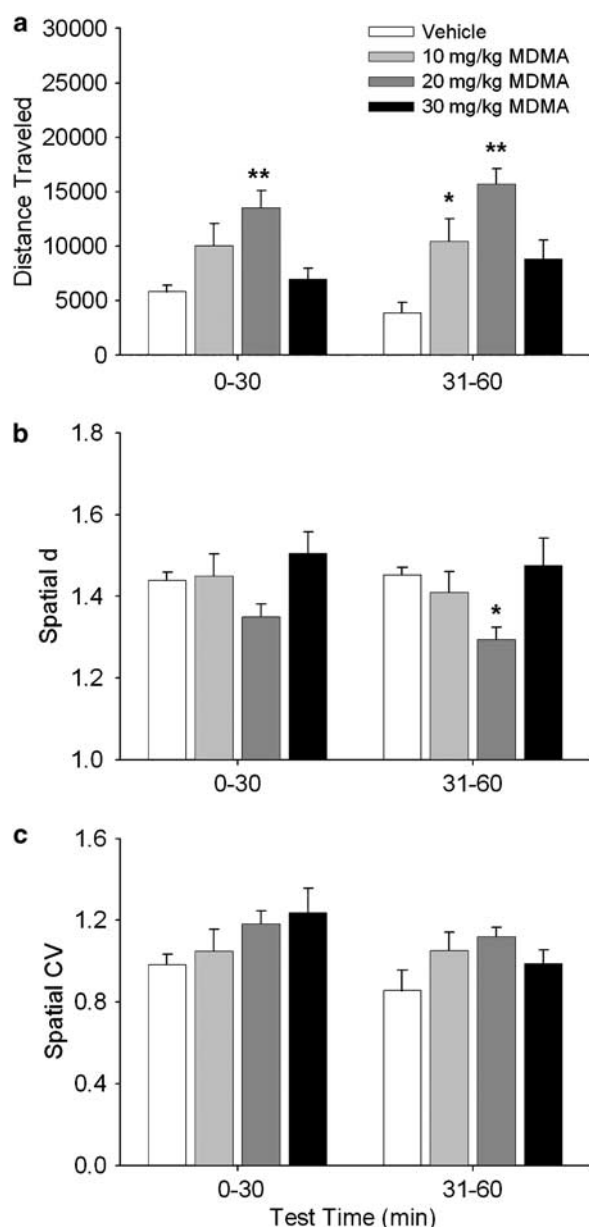 a
30000
25000
20000
15000
10000
5000
0
Distance Traveled
Vehicle
10 mg/kg MDMA
20 mg/kg MDMA
30 mg/kg MDMA
**
*
**
0-30
31-60
b
1.8
1.6
1.4
1.2
1.0
Spatial d
*
0-30
31-60
c
1.6
1.2
0.8
0.4
0.0
Spatial CV
0-30
31-60
Test Time (min)